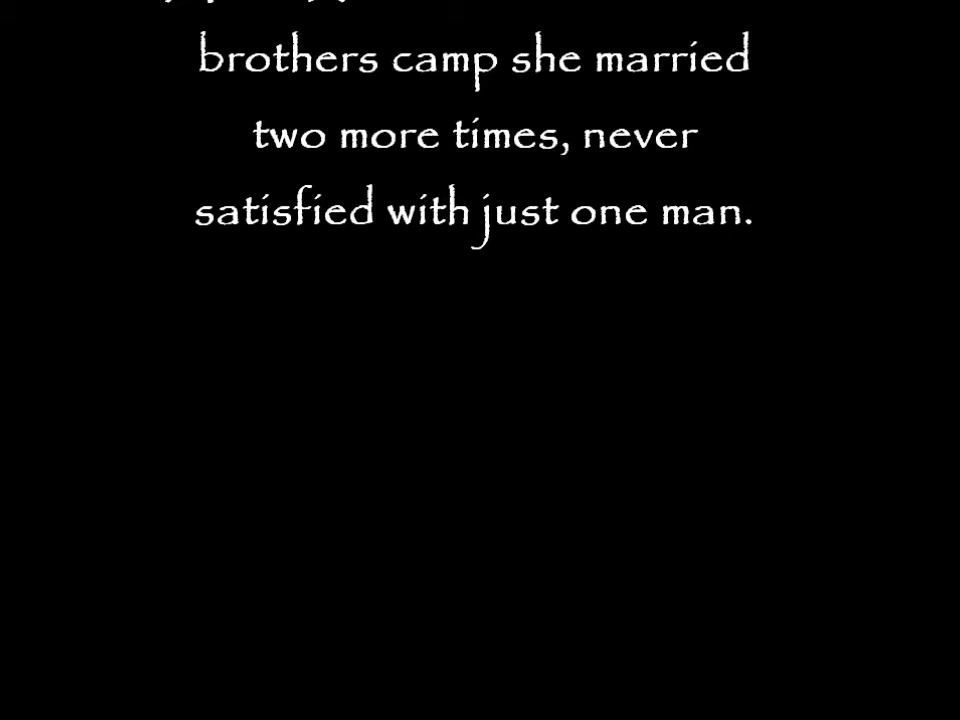 brothers camp she married
two more times, never
satisfied with just one man.